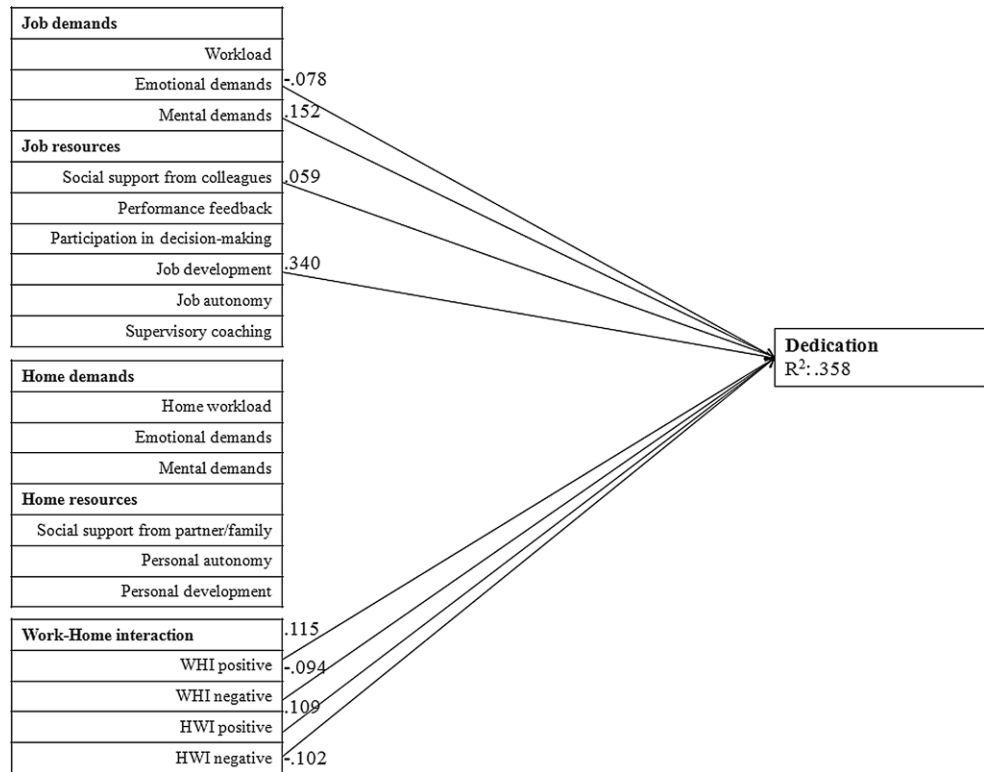 Job demands
Workload
Emotional demands -.078
Mental demands .152
Job resources
Social support from colleagues .059
Performance feedback
Participation in decision-making
Job development .340
Job autonomy
Supervisory coaching
Home demands
Home workload
Emotional demands
Mental demands
Home resources
Social support from partner/family
Personal autonomy
Personal development
Work-Home interaction .115
WHI positive -.094
WHI negative
.109
HWI positive
HWI negative -.102
Dedication
R²: .358